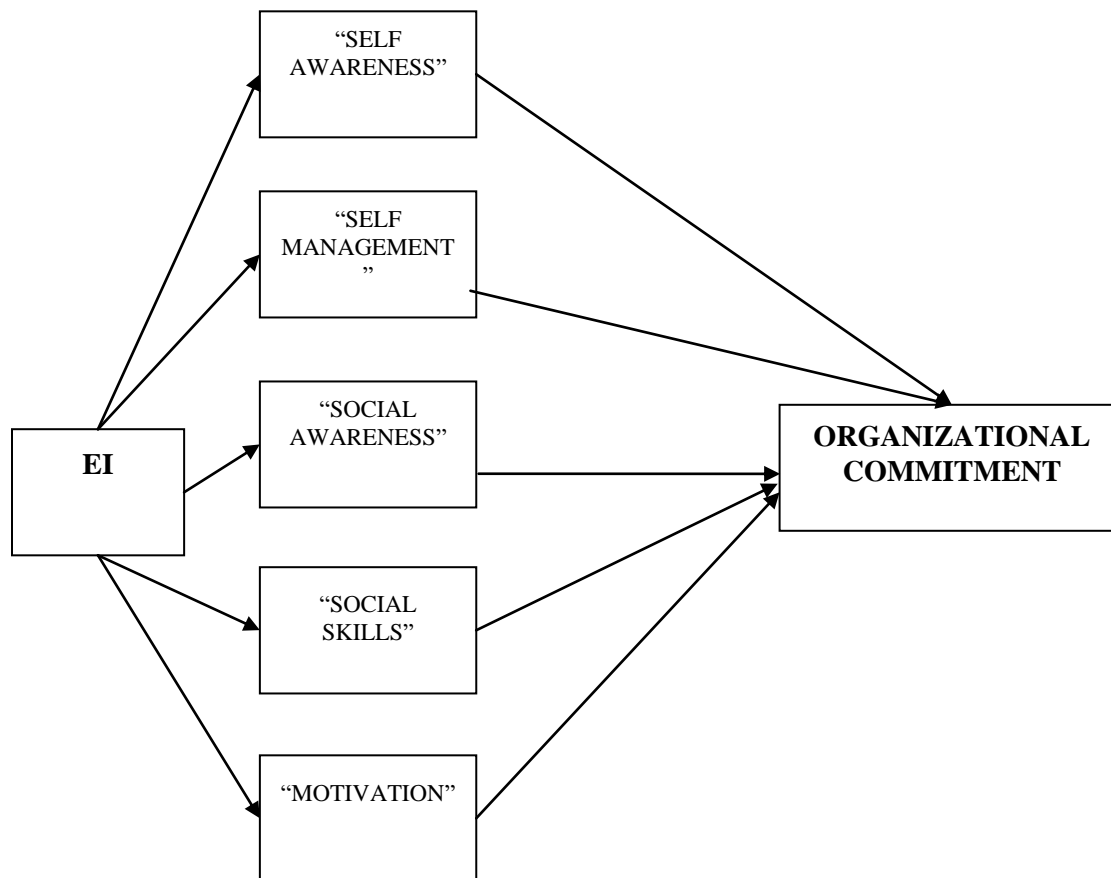 “SELF
AWARENESS”
“SELF
MANAGEMENT
”
“SOCIAL
AWARENESS”
EI
ORGANIZATIONAL
COMMITMENT
“SOCIAL
SKILLS”
“MOTIVATION”